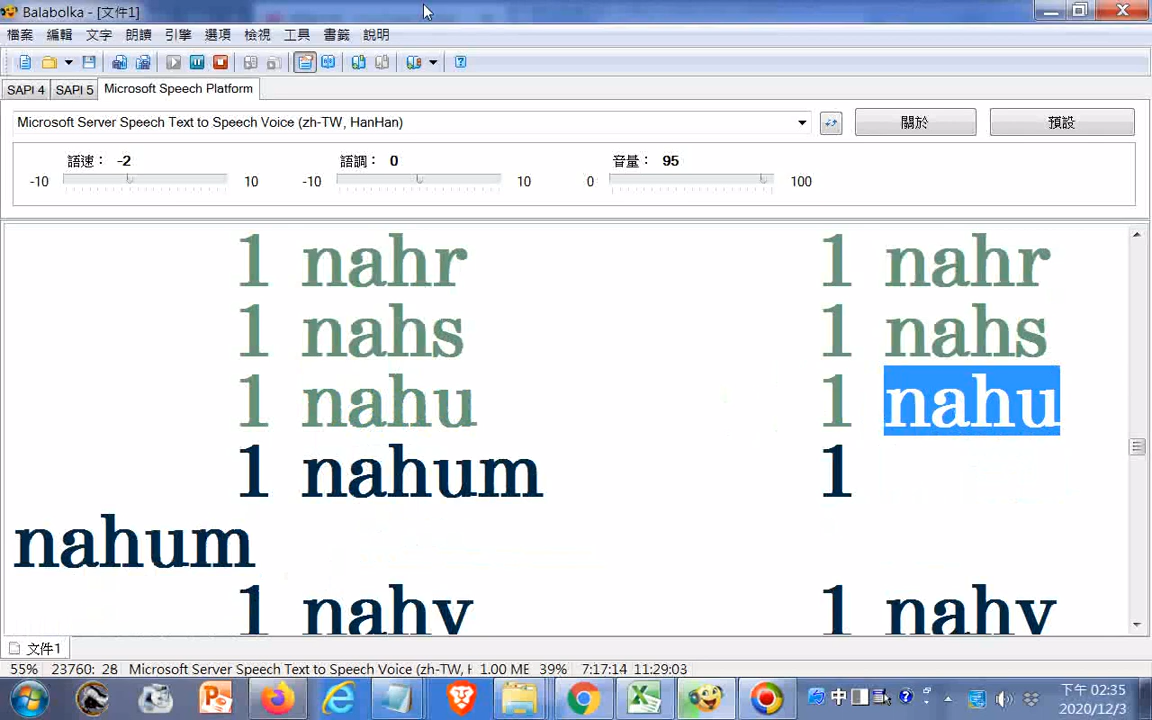 Balabolka - [文件1]
檔案 編輯 文字 朗讀 引擎 選項 檢視 工具 書籤 說明
SAPI 4 SAPI 5 Microsoft Speech Platform
Microsoft Server Speech Text to Speech Voice (zh-TW, HanHan) 關於 預設
語速： -2 語調： 0 音量： 95
-10 10 -10 10 0 100
1 nahr 1 nahr
1 nahs 1 nahs
1 nahu 1 nahu
1 nahum 1
nahum
1 nahv 1 nahv
文件1
55% 23760: 28 Microsoft Server Speech Text to Speech Voice (zh-TW, H 1.00 ME 39% 7:17:14 11:29:03
中 下午 02:35
2020/12/3